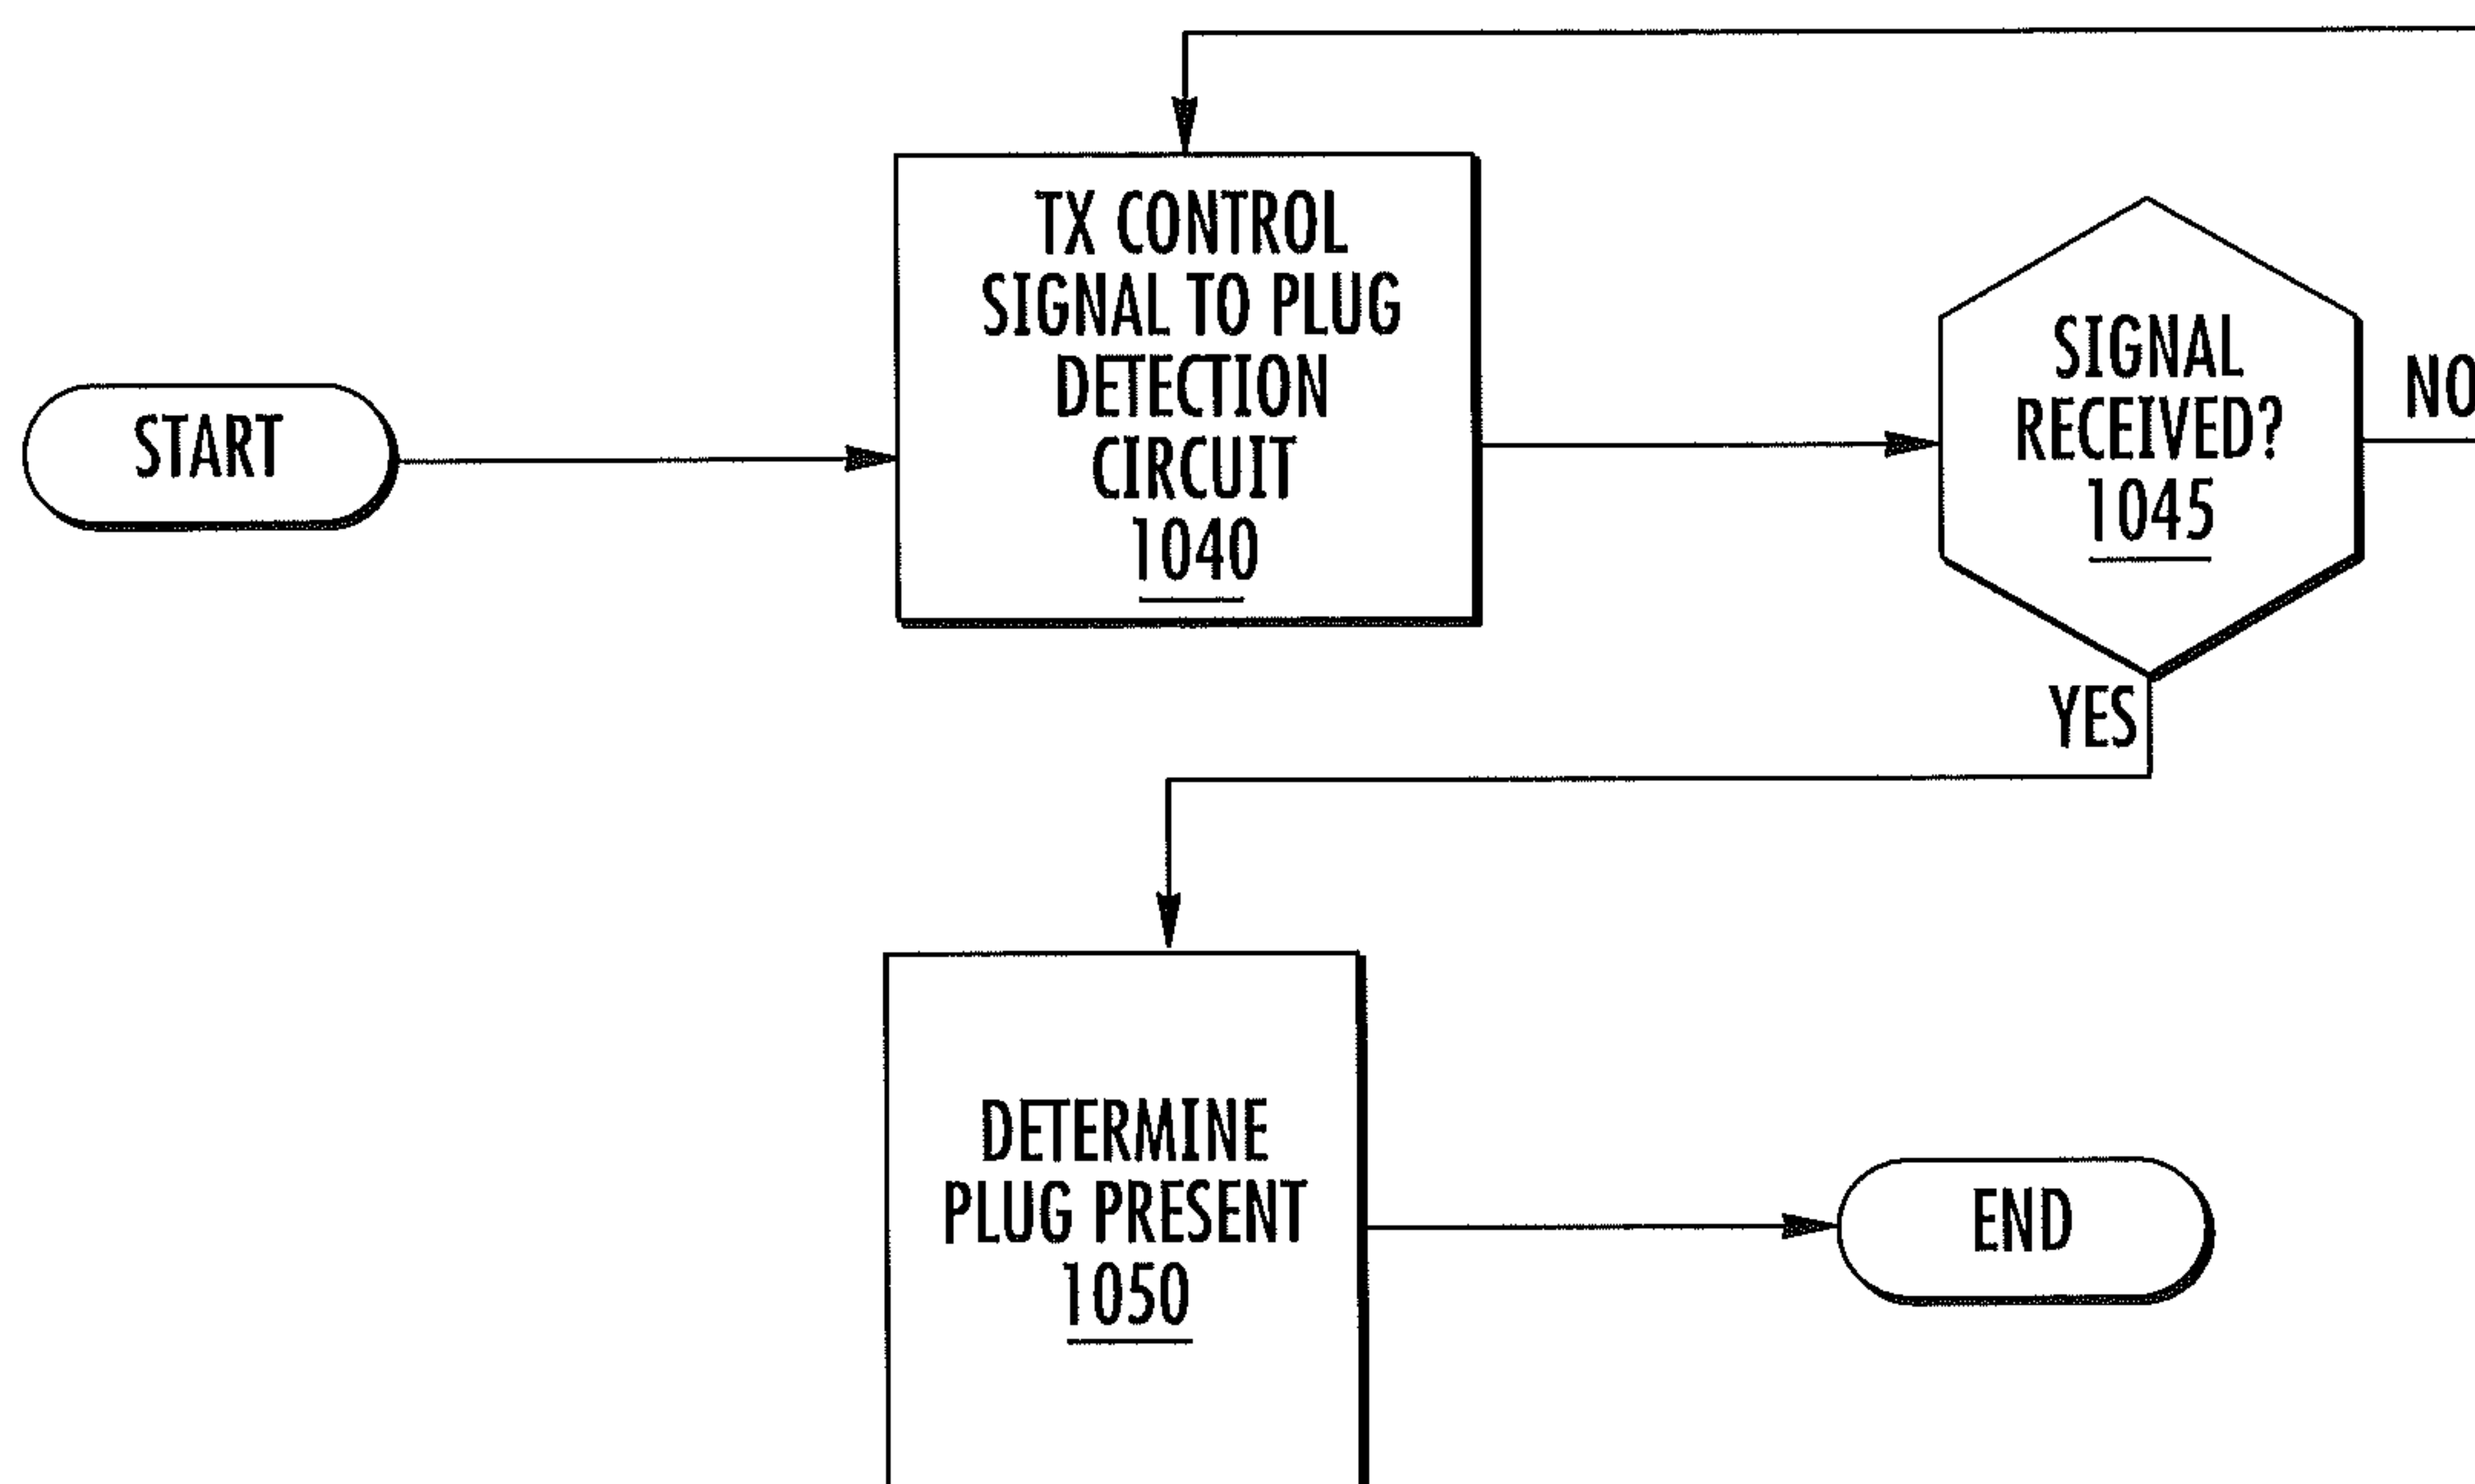 START
TX CONTROL
SIGNAL TO PLUG
DETECTION
CIRCUIT
1040
SIGNAL
RECEIVED?
1045
NO
YES
DETERMINE
PLUG PRESENT
1050
END